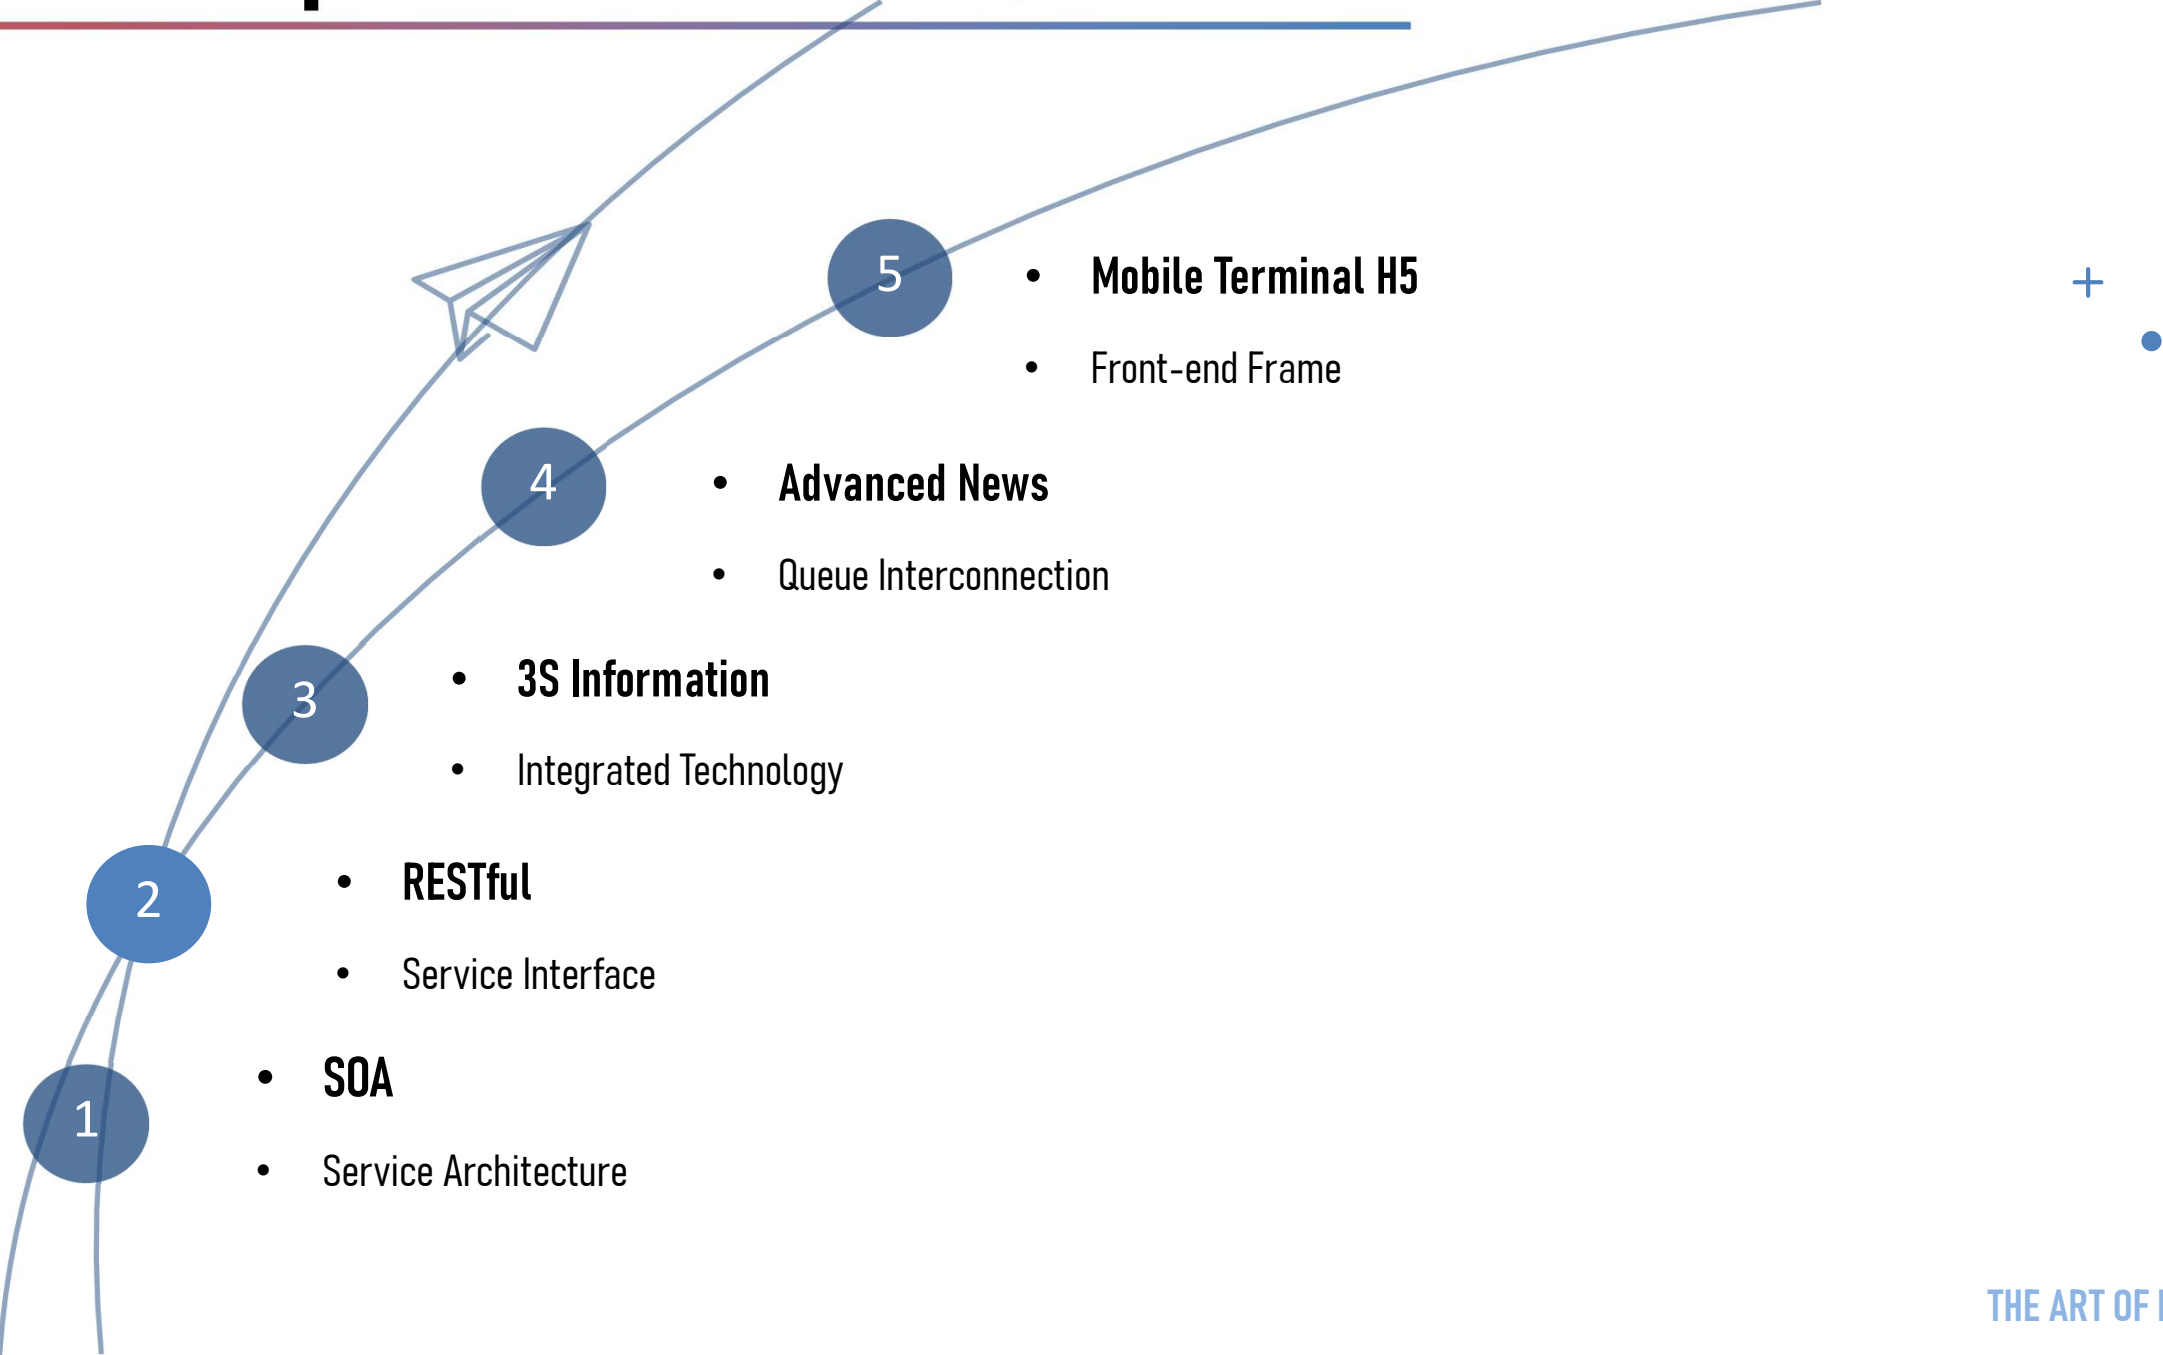 5
• Mobile Terminal H5
• Front-end Frame
4
• Advanced News
• Queue Interconnection
3
• 3S Information
• Integrated Technology
2
• RESTful
• Service Interface
1
• SOA
• Service Architecture
THE ART OF